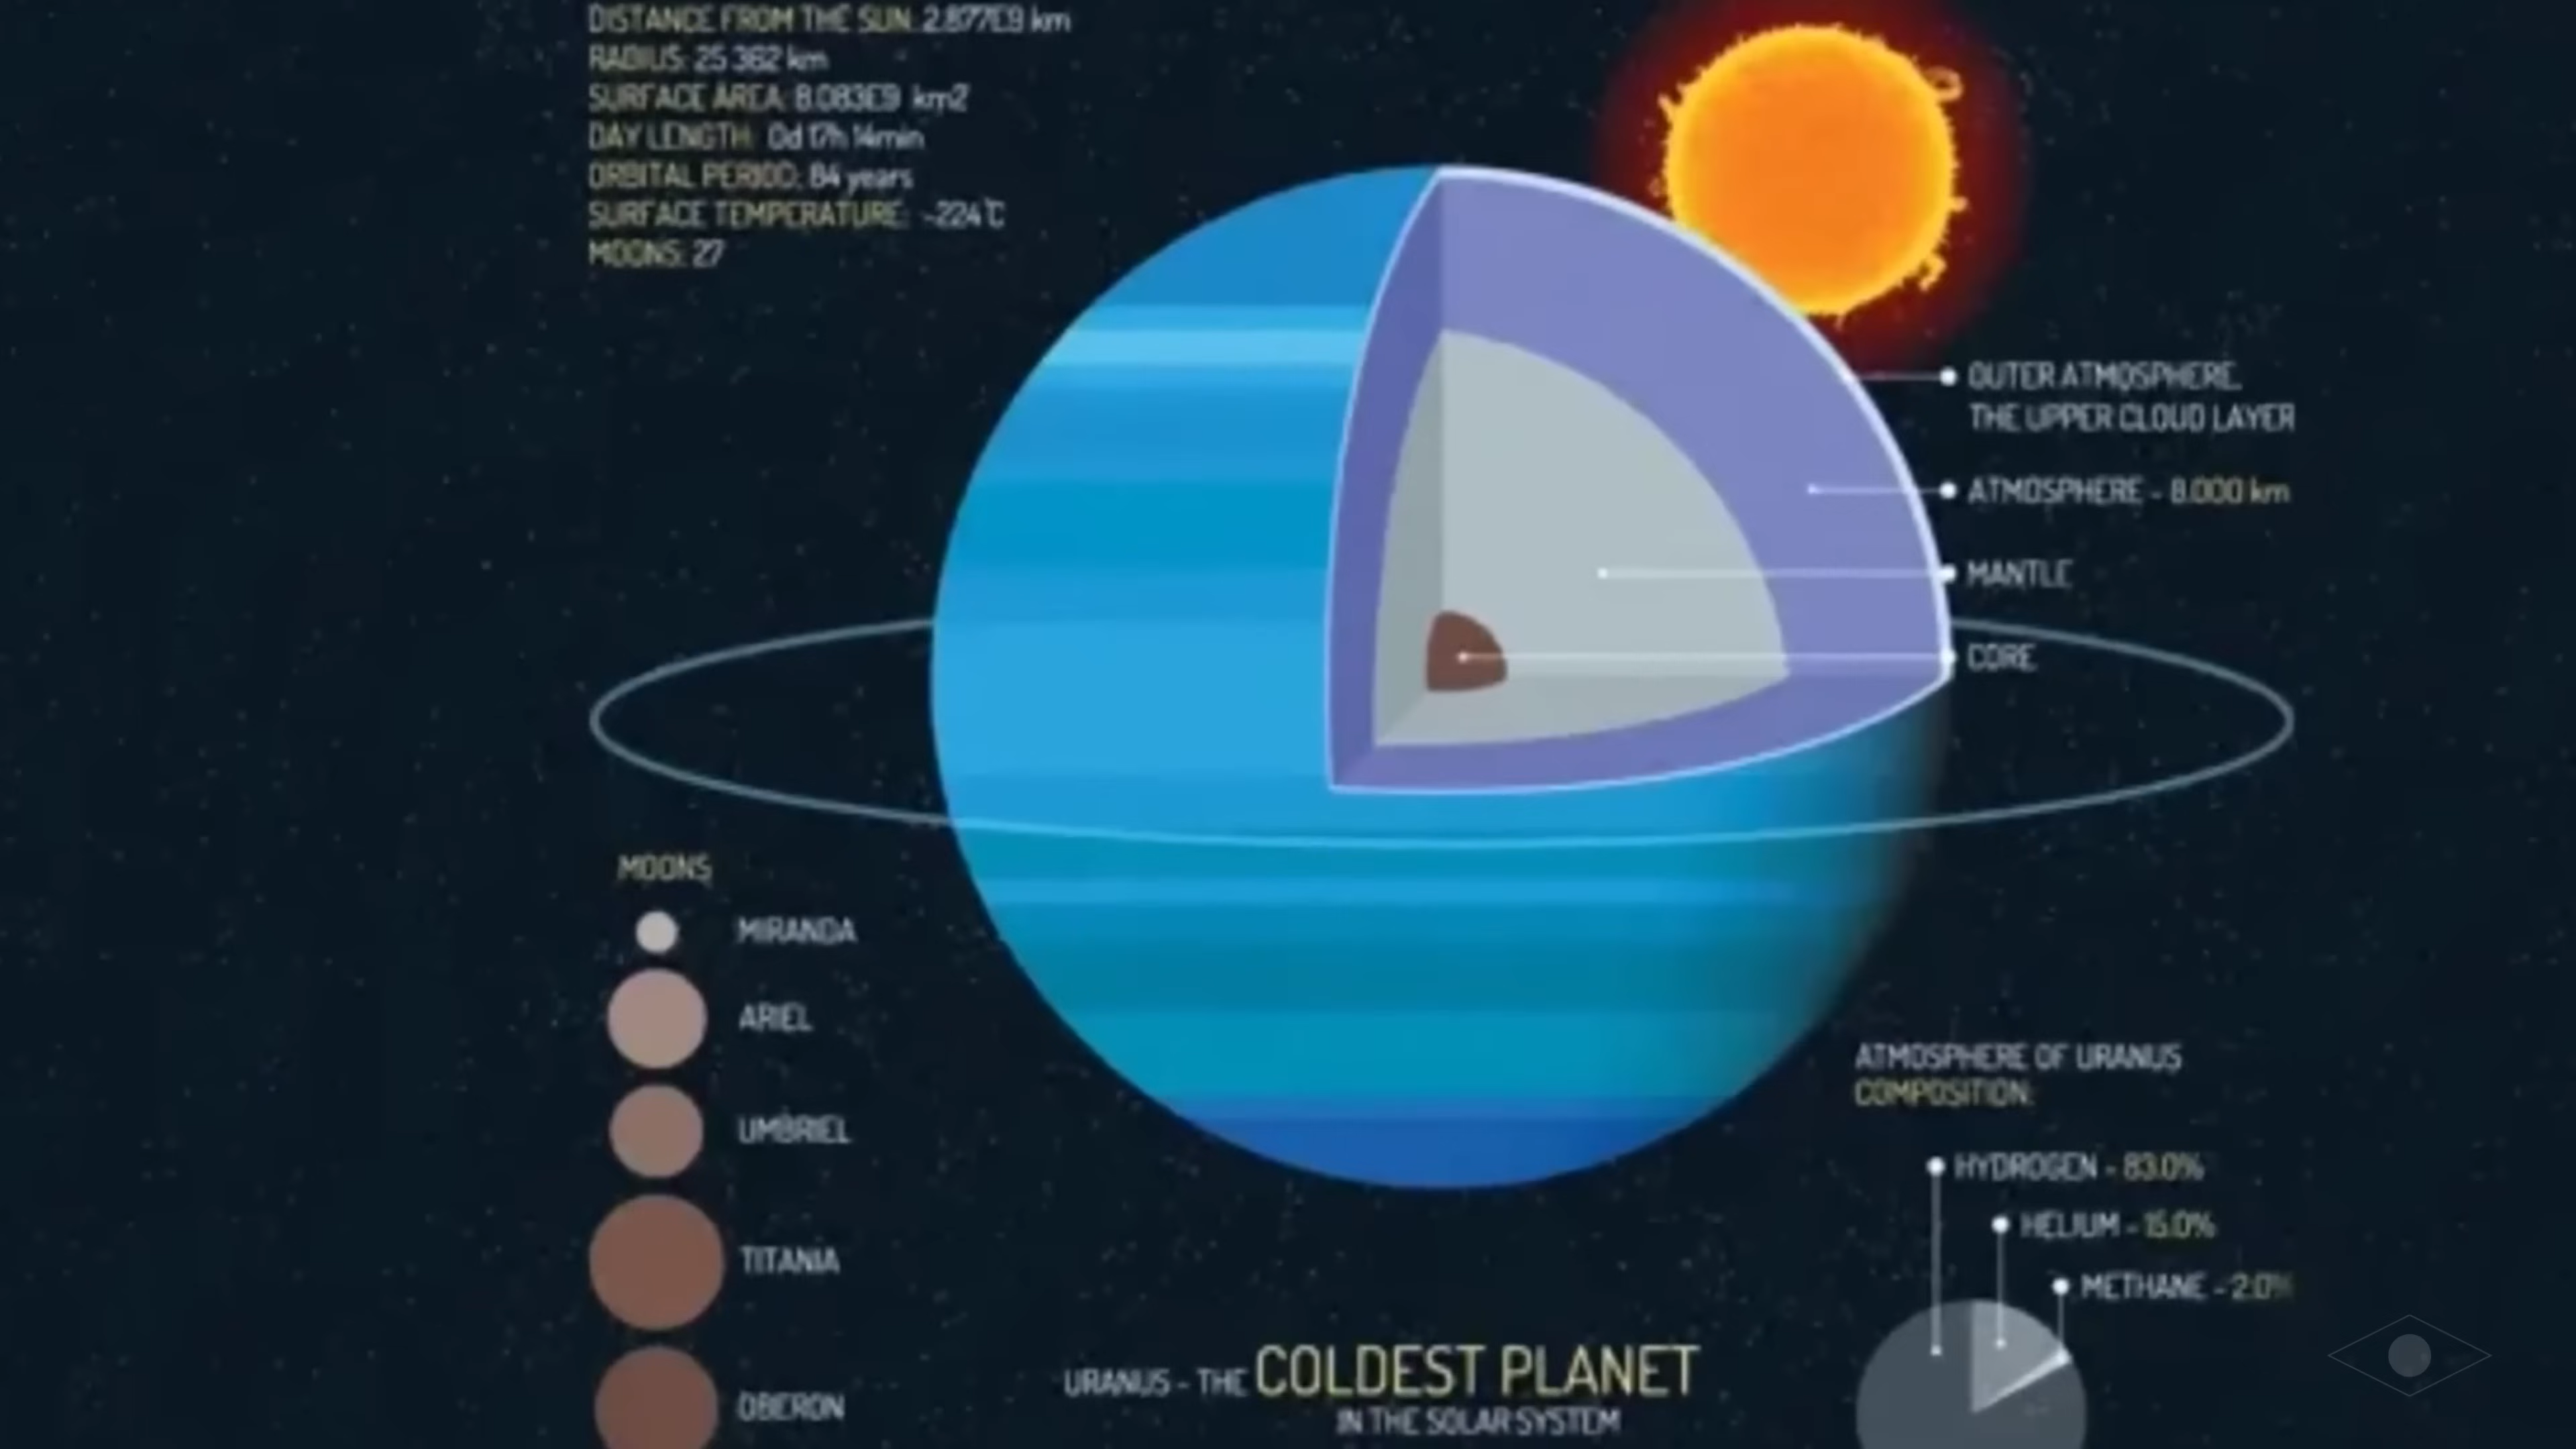 DISTANCE FROM THE SUN: 2.877E9 km
RADIUS: 25 362 km
SURFACE AREA: 8.083E9 km2
DAY LENGTH: 0d 17h 14min
ORBITAL PERIOD: 84 years
SURFACE TEMPERATURE: -224°C
MOONS: 27
OUTER ATMOSPHERE,
THE UPPER CLOUD LAYER
ATMOSPHERE - 8.000 km
MANTLE
CORE
MOONS
MIRANDA
ARIEL
UMBRIEL
TITANIA
OBERON
ATMOSPHERE OF URANUS
COMPOSITION:
HYDROGEN - 83.0%
HELIUM - 15.0%
METHANE - 2.0%
URANUS - THE COLDEST PLANET
IN THE SOLAR SYSTEM